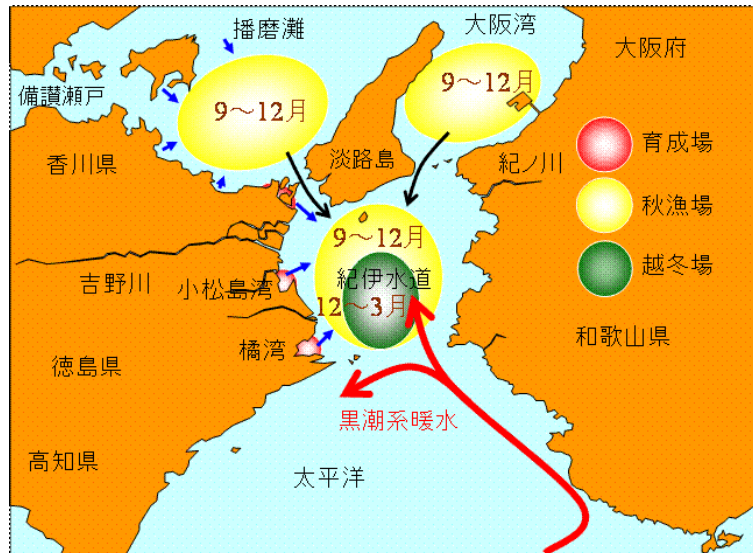 播磨灘
大阪湾
大阪府
備讃瀬戸
9～12月
9～12月
育成場
香川県
淡路島
紀ノ川
秋漁場
9～12月
紀伊水道
越冬場
吉野川
小松島湾
12～3月
和歌山県
橘湾
徳島県
黒潮系暖水
高知県
太平洋